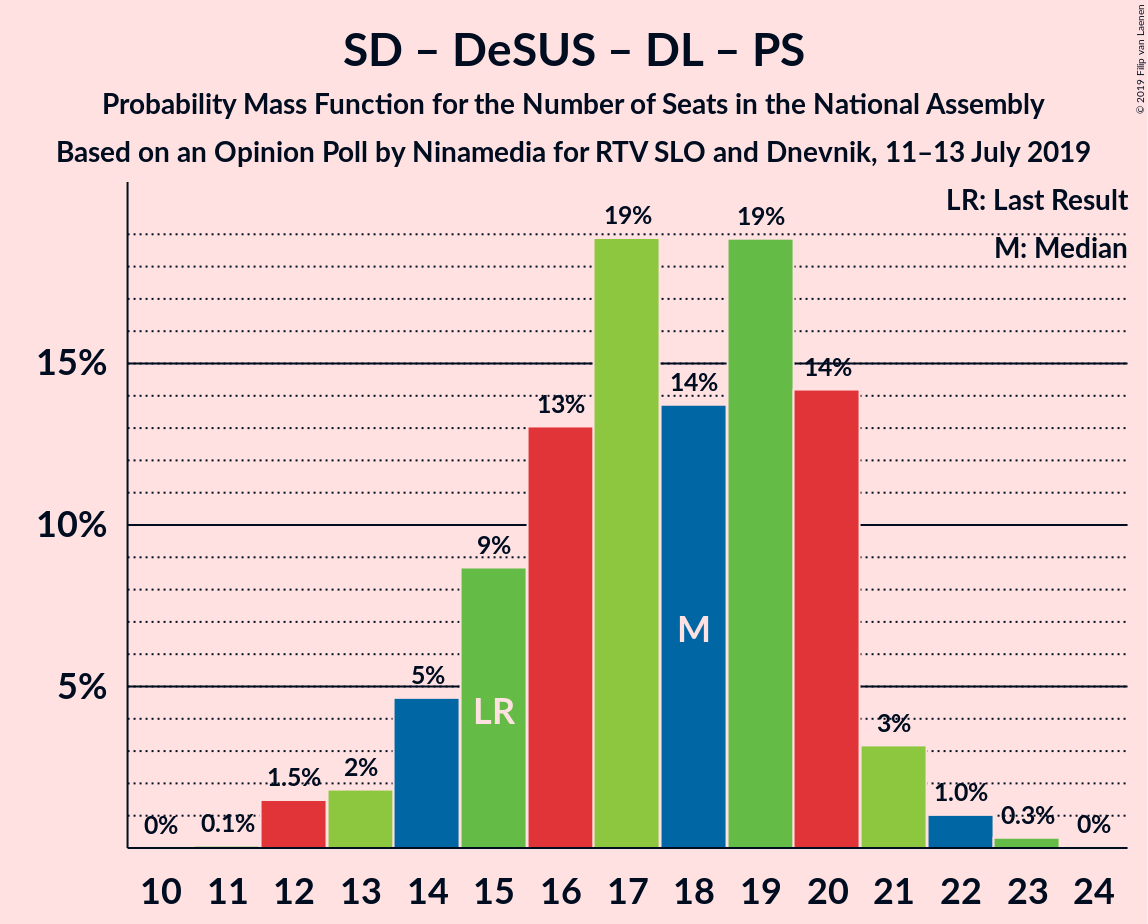 SD – DeSUS – DL – PS
Probability Mass Function for the Number of Seats in the National Assembly
Based on an Opinion Poll by Ninamedia for RTV SLO and Dnevnik, 11–13 July 2019
© 2019 Filip van Laenen
LR: Last Result
M: Median
15%
10%
5%
0%
0.1%
1.5%
2%
5%
9%
13%
19%
14%
19%
14%
3%
1.0%
0.3%
0%
LR
M
10 11 12 13 14 15 16 17 18 19 20 21 22 23 24